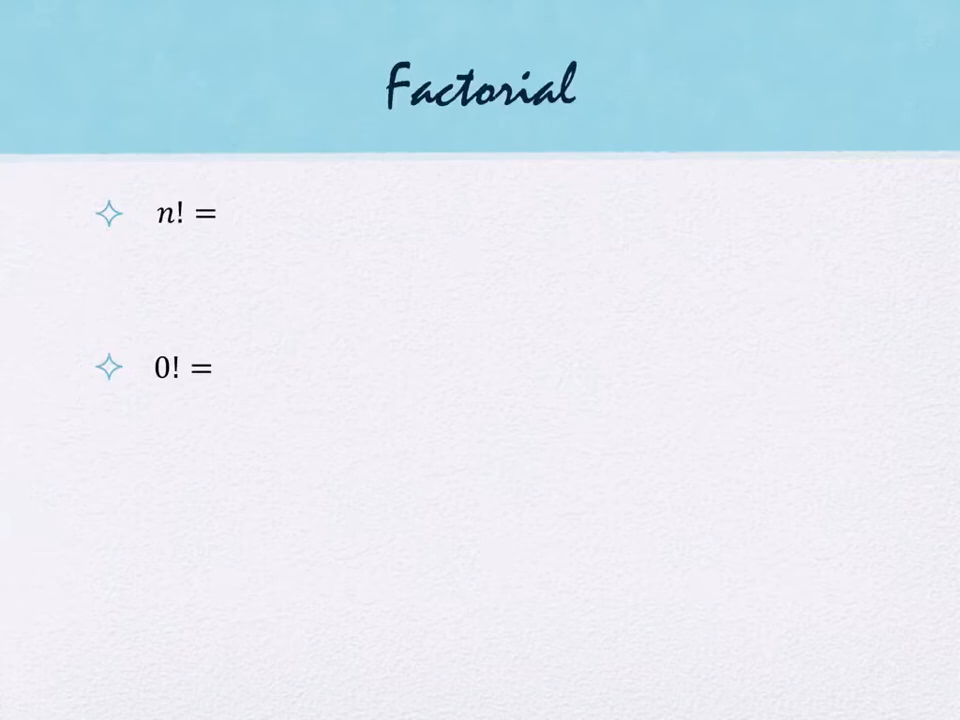 Factorial
n! =
0! =